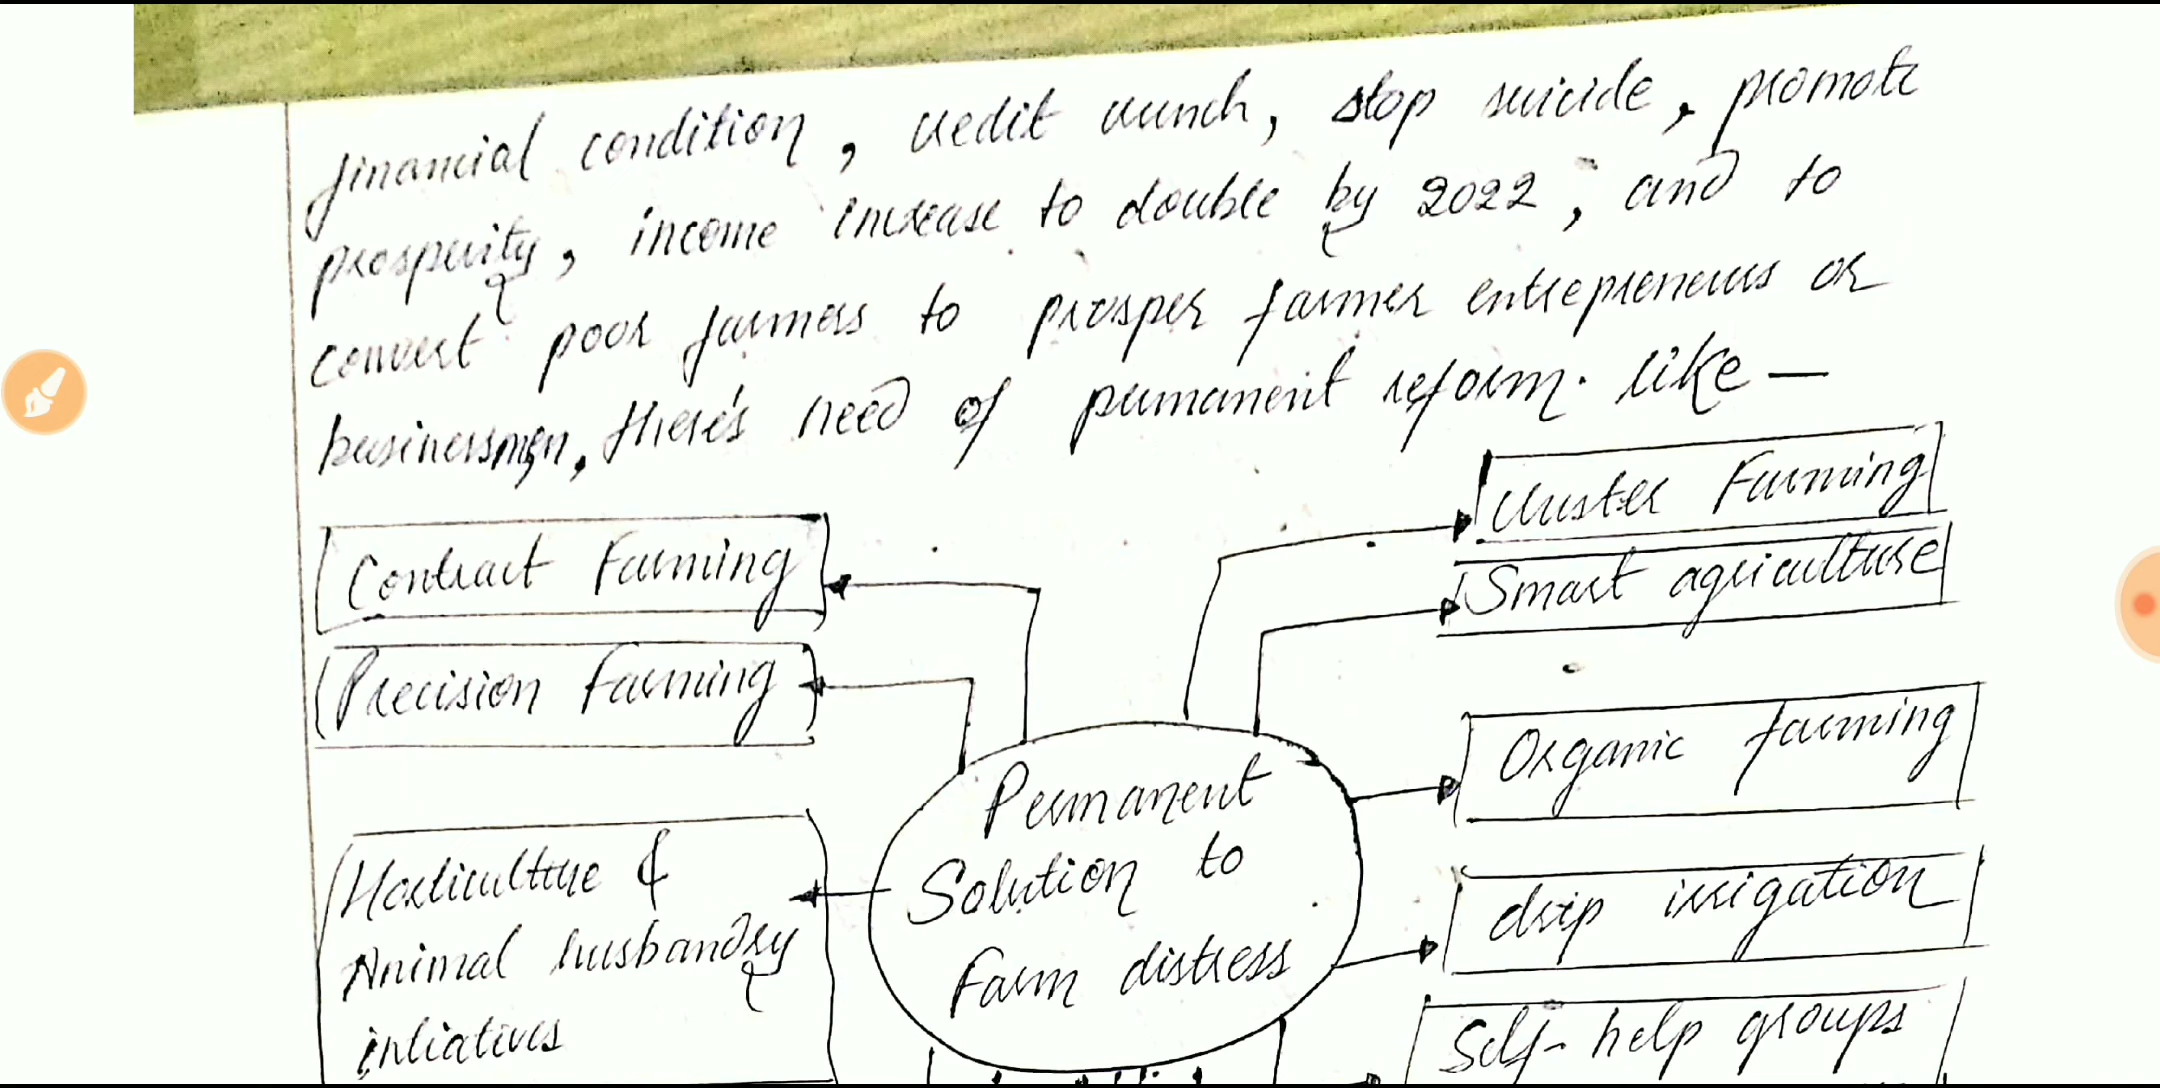 financial condition, credit crunch, stop suicide, promote
prosperity, income increase to double by 2022, and to
convert poor farmers to prosper farmer entrepreneurs or
businessmen, there's need of permanent reform. like —
Cluster Farming
Contract Farming
Smart agriculture
Precision Farming
Organic farming
Permanent
Solution to
Farm distress
Horticulture &
Animal husbandry
intiatives
drip irrigation
Self-help groups